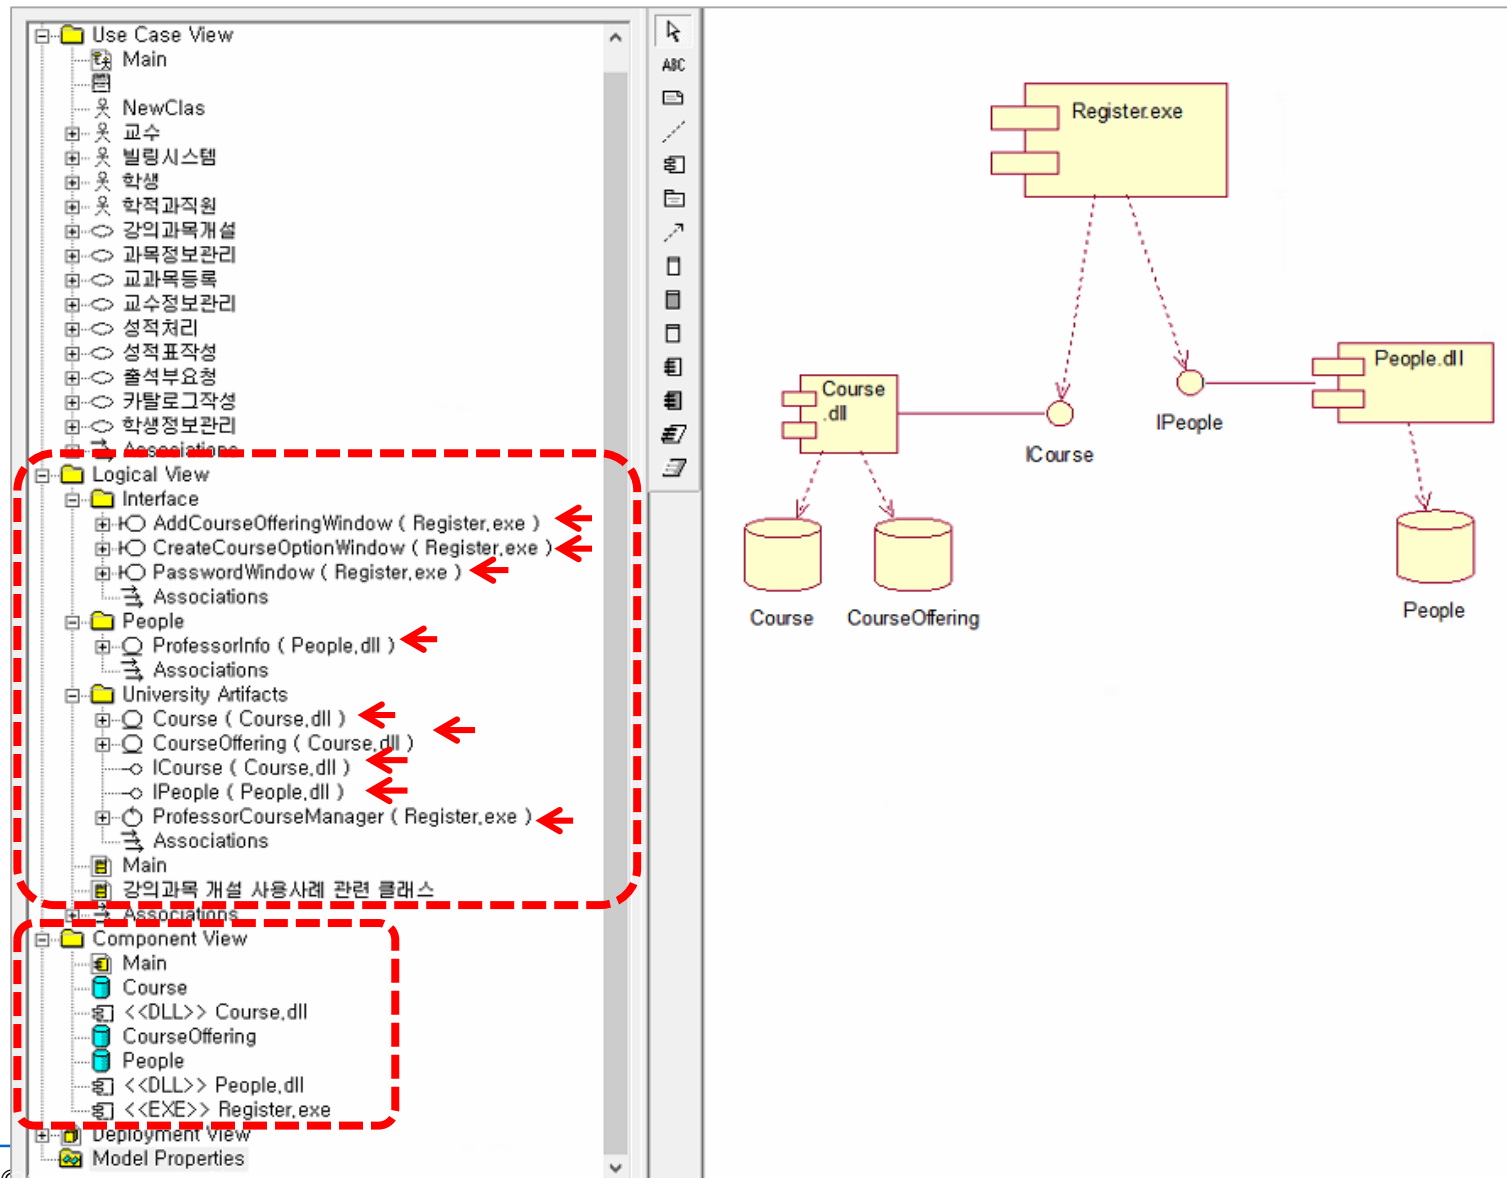 Use Case View
Main
NewClas
교수
빌링시스템
학생
학적과직원
강의과목개설
과목정보관리
교과목등록
교수정보관리
성적처리
성적표작성
출석부요청
카탈로그작성
학생정보관리
Associations
Logical View
Interface
AddCourseOfferingWindow ( Register.exe )
CreateCourseOptionWindow ( Register.exe )
PasswordWindow ( Register.exe )
Associations
People
ProfessorInfo ( People.dll )
Associations
University Artifacts
Course ( Course.dll )
CourseOffering ( Course.dll )
ICourse ( Course.dll )
IPeople ( People.dll )
ProfessorCourseManager ( Register.exe )
Associations
Main
강의과목 개설 사용사례 관련 클래스
Associations
Component View
Main
Course
<<DLL>> Course.dll
CourseOffering
People
<<DLL>> People.dll
<<EXE>> Register.exe
Deployment View
Model Properties
©
ABC
Register.exe
Course
.dll
ICourse
IPeople
People.dll
Course
CourseOffering
People